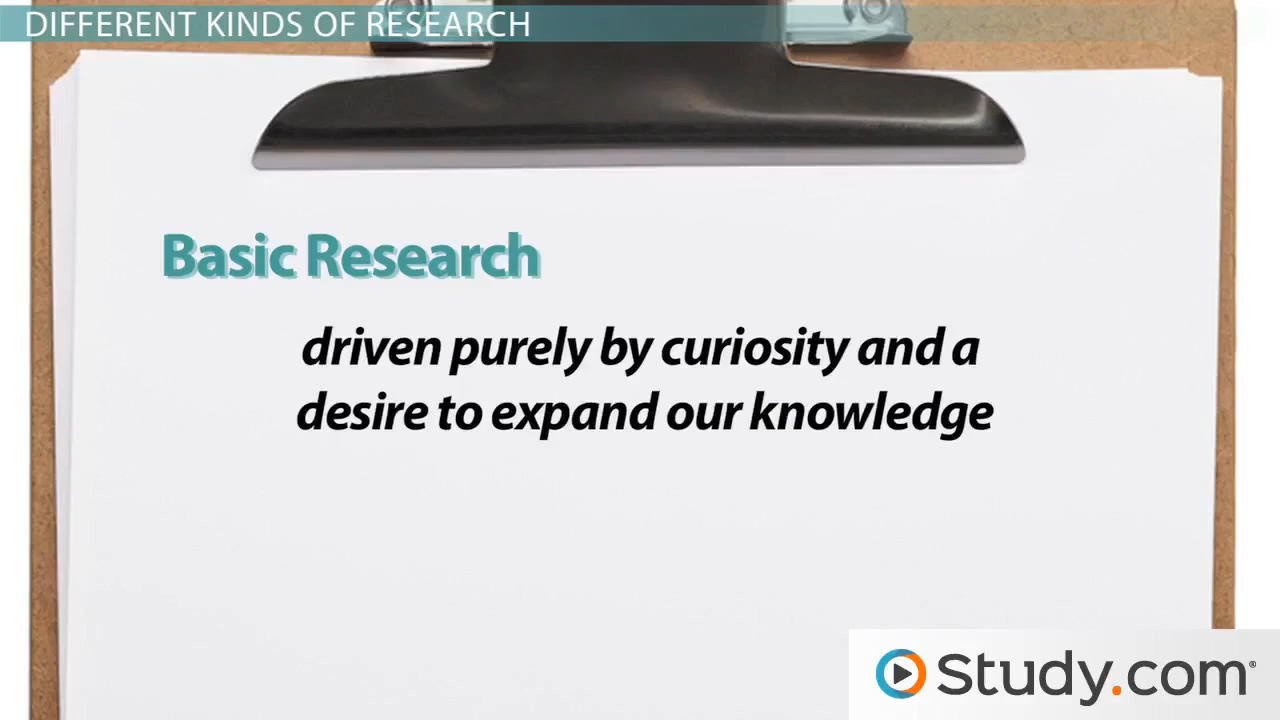 DIFFERENT KINDS OF RESEARCH
Basic Research
driven purely by curiosity and a
desire to expand our knowledge
Study.com®